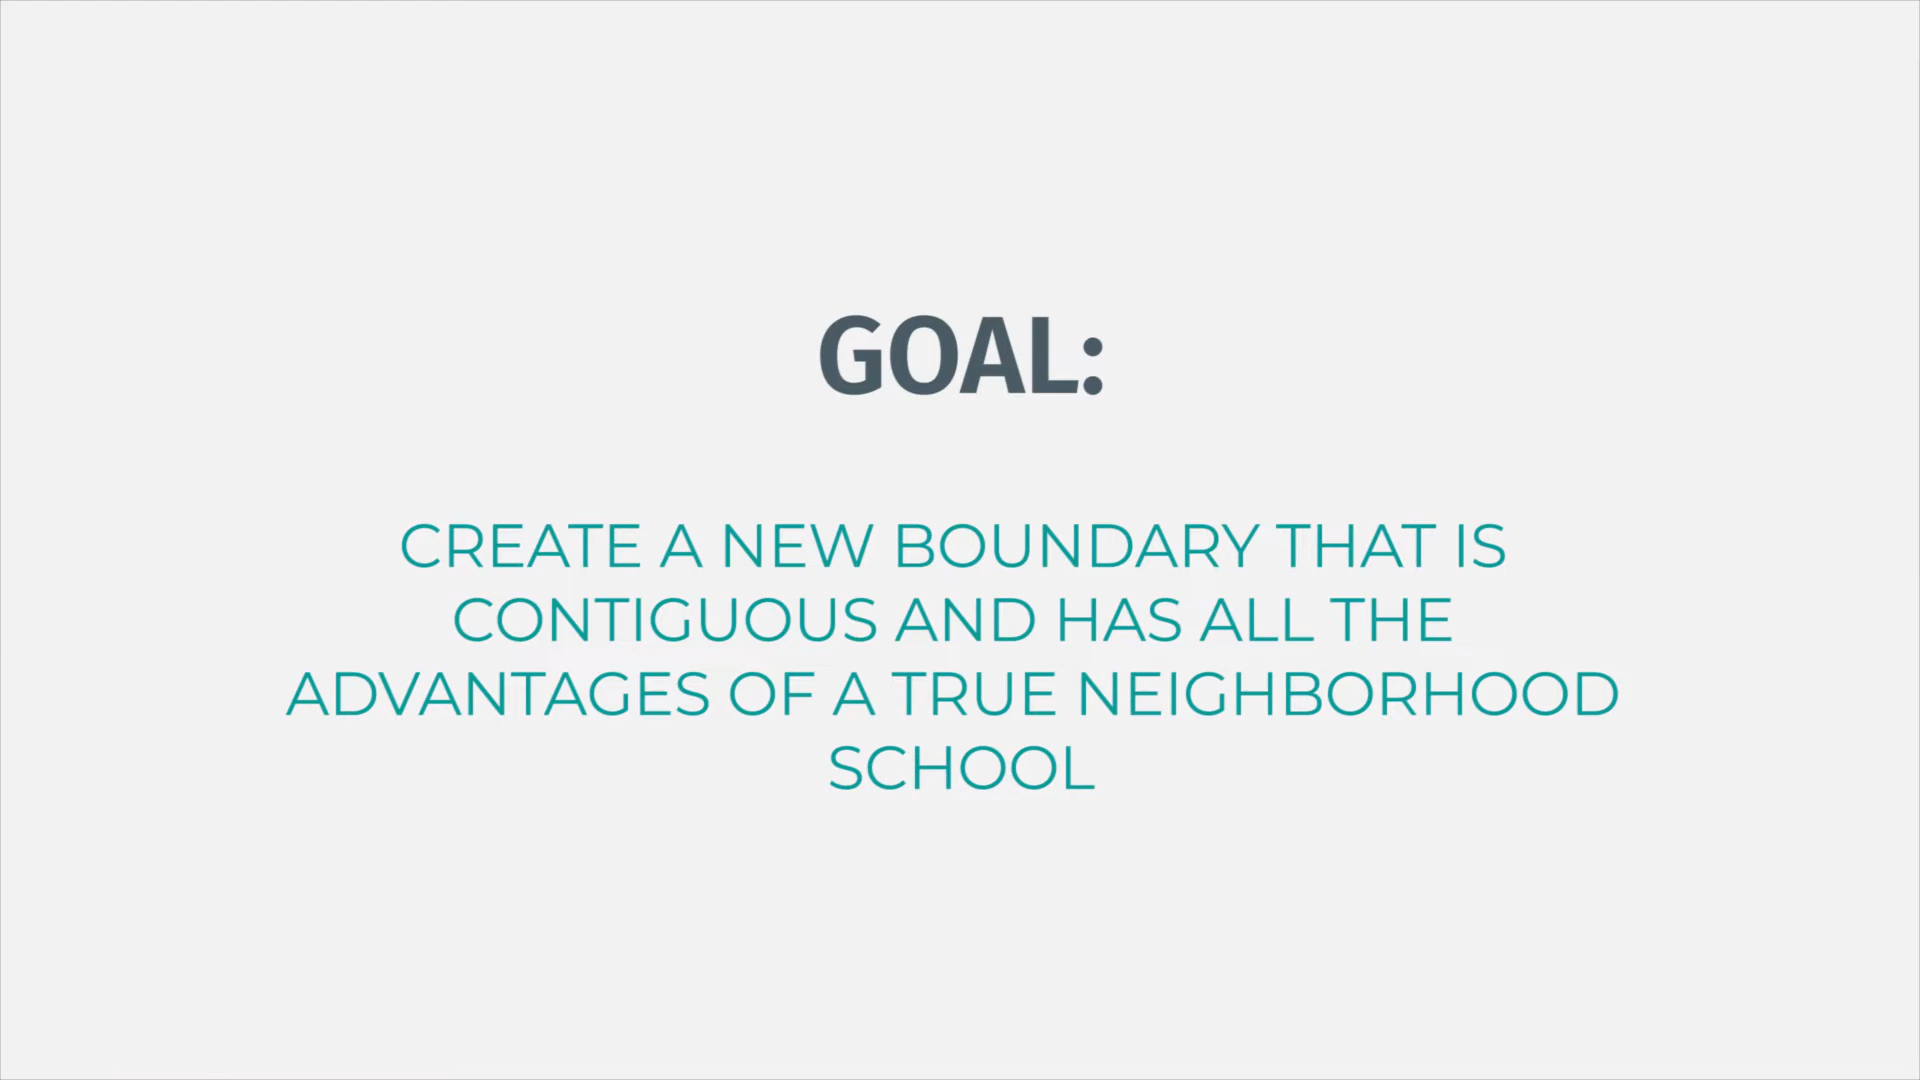 GOAL:
CREATE A NEW BOUNDARY THAT IS
CONTIGUOUS AND HAS ALL THE
ADVANTAGES OF A TRUE NEIGHBORHOOD
SCHOOL